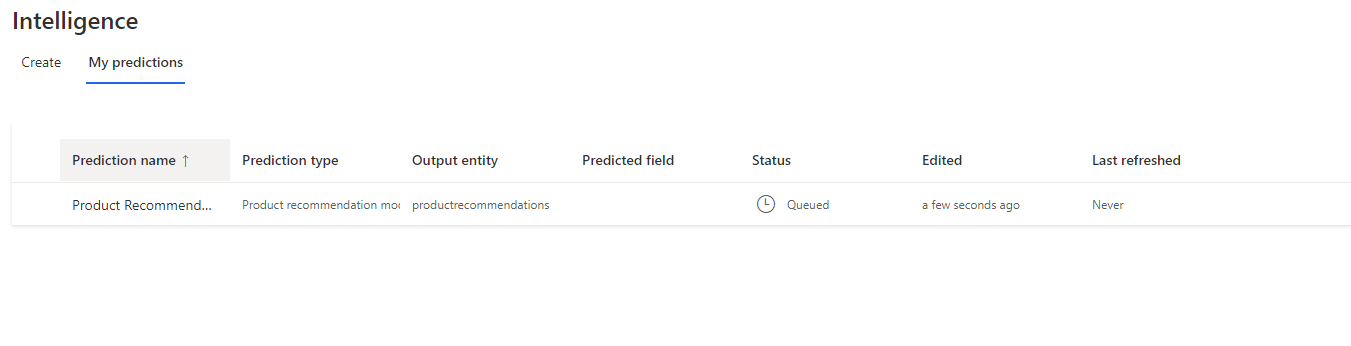 Intelligence
Create My predictions
Prediction name ↑ Prediction type Output entity Predicted field Status Edited Last refreshed
Product Recommend... Product recommendation moc productrecommendations Queued a few seconds ago Never